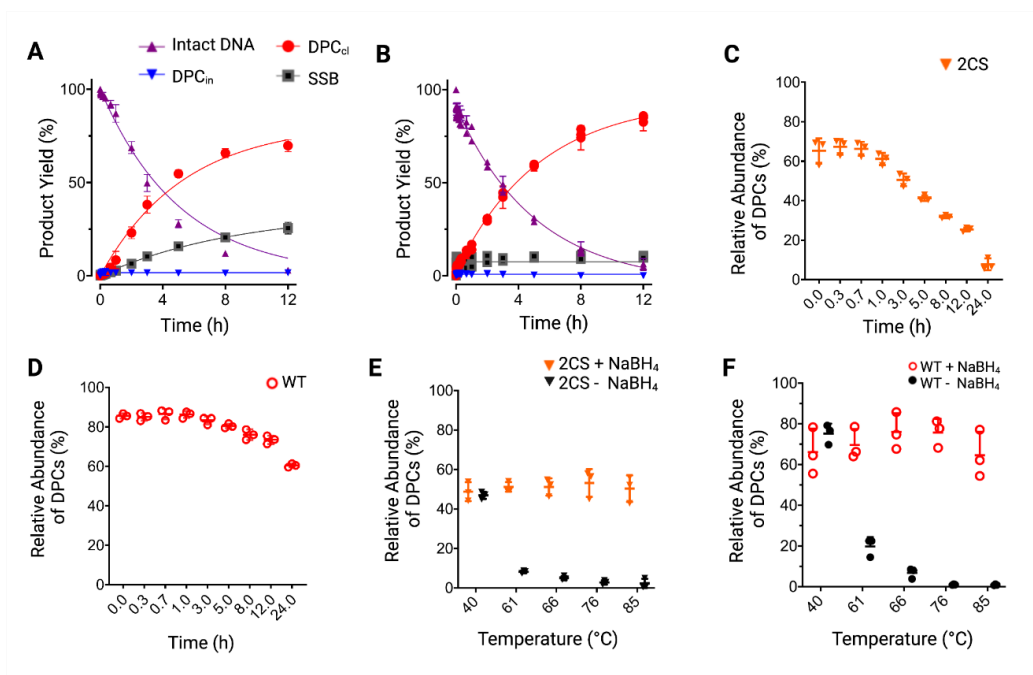 A
Intact DNA
DPCcl
DPCin
SSB
B
C
2CS
Product Yield (%)
100
50
0
0
4
8
12
Time (h)
Product Yield (%)
100
50
0
0
4
8
12
Time (h)
Relative Abundance
of DPCs (%)
100
80
60
40
20
0
0.0
0.3
0.7
1.0
3.0
5.0
8.0
12.0
24.0
Time (h)
D
WT
Relative Abundance
of DPCs (%)
100
80
60
40
20
0
0.0
0.3
0.7
1.0
3.0
5.0
8.0
12.0
24.0
Time (h)
E
2CS + NaBH₄
2CS - NaBH₄
Relative Abundance
of DPCs (%)
100
80
60
40
20
0
40
61
66
76
85
Temperature (°C)
F
WT + NaBH₄
WT - NaBH₄
Relative Abundance
of DPCs (%)
100
80
60
40
20
0
40
61
66
76
85
Temperature (°C)